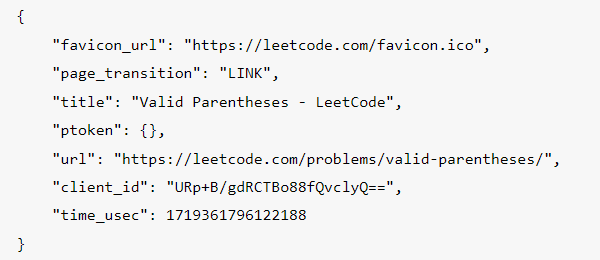 {
"favicon_url": "https://leetcode.com/favicon.ico",
"page_transition": "LINK",
"title": "Valid Parentheses - LeetCode",
"ptoken": {},
"url": "https://leetcode.com/problems/valid-parentheses/",
"client_id": "URp+B/gdRCTBo88fQvclyQ==",
"time_usec": 1719361796122188
}